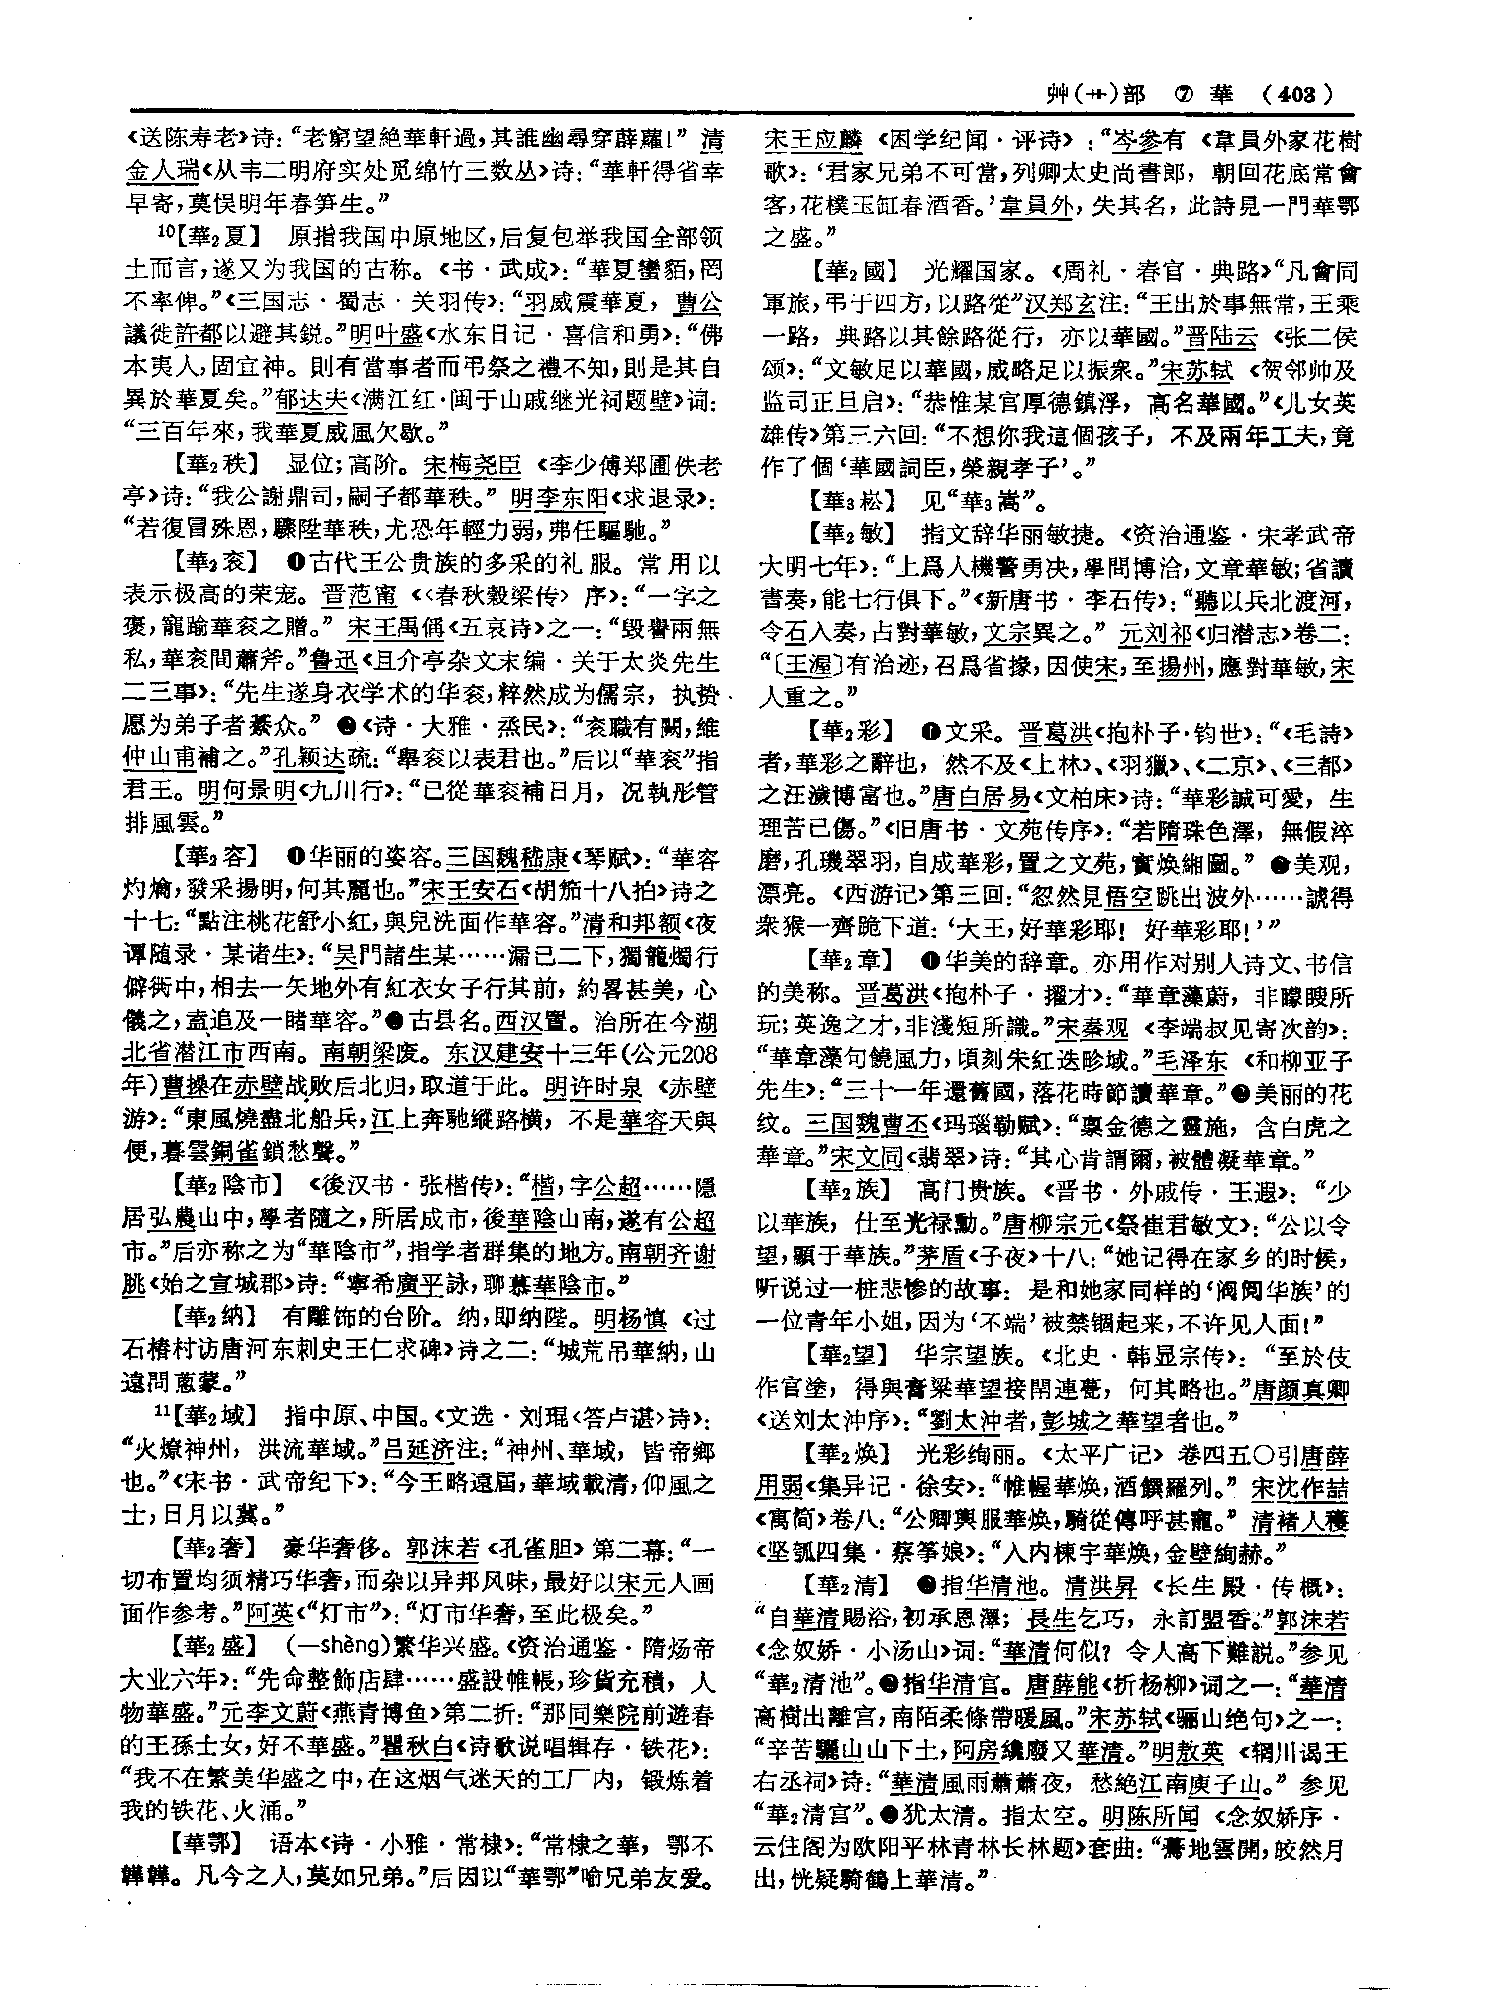 艸(艹)部 ⑦ 華 (403)
《送陈寿老》诗：“老窮望絶華軒過，其誰幽尋穿薜蘿！”清
金人瑞《从韦二明府实处觅绵竹三数丛》诗：“華軒得省幸
早寄，莫悮明年春笋生。”
10【華2夏】 原指我国中原地区，后复包举我国全部领
土而言，遂又为我国的古称。《书·武成》：“華夏蠻貊，罔
不率俾。”《三国志·蜀志·关羽传》：“羽威震華夏，曹公
議徙許都以避其鋭。”明叶盛《水东日记·喜信和勇》：“佛
本夷人，固宜神。則有當事者而弔祭之禮不知，則是其自
異於華夏矣。”郁达夫《满江红·闽于山戚继光祠题壁》词：
“三百年來，我華夏威風欠歇。”
【華2秩】 显位；高阶。宋梅尧臣《李少傅郑圃佚老
亭》诗：“我公謝鼎司，嗣子都華秩。”明李东阳《求退录》：
“若復冒殊恩，驟陞華秩，尤恐年輕力弱，弗任驅馳。”
【華2衮】 ❶古代王公贵族的多采的礼服。常用以
表示极高的荣宠。晋范甯《〈春秋穀梁传〉序》：“一字之
褒，寵踰華衮之贈。”宋王禹偁《五哀诗》之一：“毁譽兩無
私，華衮間蕭斧。”鲁迅《且介亭杂文末编·关于太炎先生
二三事》：“先生遂身衣学术的华衮，粹然成为儒宗，执贽
愿为弟子者綦众。”❷《诗·大雅·烝民》：“衮職有闕，維
仲山甫補之。”孔颖达疏：“舉衮以表君也。”后以“華衮”指
君王。明何景明《九川行》：“已從華衮補日月，况執彤管
排風雲。”
【華2容】 ❶华丽的姿容。三国魏嵇康《琴赋》：“華容
灼爚，發采揚明，何其麗也。”宋王安石《胡笳十八拍》诗之
十七：“點注桃花舒小紅，與兒洗面作華容。”清和邦额《夜
谭随录·某诸生》：“吴門諸生某……漏已二下，獨籠燭行
僻衖中，相去一矢地外有紅衣女子行其前，約畧甚美，心
儀之，盍追及一睹華容。”❷古县名。西汉置。治所在今湖
北省潜江市西南。南朝梁废。东汉建安十三年(公元208
年)曹操在赤壁战败后北归，取道于此。明许时泉《赤壁
游》：“東風燒盡北船兵，江上奔馳縱路横，不是華容天與
便，暮雲銅雀鎖愁聲。”
【華2陰市】 《後汉书·张楷传》：“楷，字公超……隱
居弘農山中，學者隨之，所居成市，後華陰山南，遂有公超
市。”后亦称之为“華陰市”，指学者群集的地方。南朝齐谢
朓《始之宣城郡》诗：“寧希廣平詠，聊慕華陰市。”
【華2纳】 有雕饰的台阶。纳，即纳陛。明杨慎《过
石椿村访唐河东刺史王仁求碑》诗之二：“城荒吊華納，山
遠問蔥蒙。”
11【華2域】 指中原、中国。《文选·刘琨〈答卢谌〉诗》：
“火燎神州，洪流華域。”吕延济注：“神州、華域，皆帝鄉
也。”《宋书·武帝纪下》：“今王略遠屆，華域載清，仰風之
士，日月以冀。”
【華2奢】 豪华奢侈。郭沫若《孔雀胆》第二幕：“一
切布置均须精巧华奢，而杂以异邦风味，最好以宋元人画
面作参考。”阿英《“灯市”》：“灯市华奢，至此极矣。”
【華2盛】 (—shèng)繁华兴盛。《资治通鉴·隋炀帝
大业六年》：“先命整飾店肆……盛設帷帳，珍貨充積，人
物華盛。”元李文蔚《燕青博鱼》第二折：“那同樂院前遊春
的王孫士女，好不華盛。”瞿秋白《诗歌说唱辑存·铁花》：
“我不在繁美华盛之中，在这烟气迷天的工厂内，锻炼着
我的铁花、火涌。”
【華鄂】 语本《诗·小雅·常棣》：“常棣之華，鄂不
韡韡。凡今之人，莫如兄弟。”后因以“華鄂”喻兄弟友爱。
宋王应麟《困学纪闻·评诗》：“岑参有《韋員外家花樹
歌》：‘君家兄弟不可當，列卿太史尚書郎，朝回花底常會
客，花樸玉缸春酒香。’韋員外，失其名，此詩見一門華鄂
之盛。”
【華2國】 光耀国家。《周礼·春官·典路》“凡會同
軍旅，弔于四方，以路從”汉郑玄注：“王出於事無常，王乘
一路，典路以其餘路從行，亦以華國。”晋陆云《张二侯
颂》：“文敏足以華國，威略足以振衆。”宋苏轼《贺邻帅及
监司正旦启》：“恭惟某官厚德鎮浮，高名華國。”《儿女英
雄传》第三六回：“不想你我這個孩子，不及兩年工夫，竟
作了個‘華國詞臣，榮親孝子’。”
【華3崧】 见“華3嵩”。
【華2敏】 指文辞华丽敏捷。《资治通鉴·宋孝武帝
大明七年》：“上爲人機警勇決，學問博洽，文章華敏；省讀
書奏，能七行俱下。”《新唐书·李石传》：“聽以兵北渡河，
令石入奏，占對華敏，文宗異之。”元刘祁《归潜志》卷二：
“〔王渥〕有治迹，召爲省掾，因使宋，至揚州，應對華敏，宋
人重之。”
【華2彩】 ❶文采。晋葛洪《抱朴子·钧世》：“《毛詩》
者，華彩之辭也，然不及《上林》、《羽獵》、《二京》、《三都》
之汪濊博富也。”唐白居易《文柏床》诗：“華彩誠可愛，生
理苦已傷。”《旧唐书·文苑传序》：“若隋珠色澤，無假淬
磨，孔璣翠羽，自成華彩，置之文苑，實焕緗圖。”❷美观，
漂亮。《西游记》第三回：“忽然見悟空跳出波外……諕得
衆猴一齊跪下道：‘大王，好華彩耶！好華彩耶！’”
【華2章】 ❶华美的辞章。亦用作对别人诗文、书信
的美称。晋葛洪《抱朴子·擢才》：“華章藻蔚，非矇瞍所
玩；英逸之才，非淺短所識。”宋秦观《李端叔见寄次韵》：
“華章藻句饒風力，頃刻朱紅迭畛域。”毛泽东《和柳亚子
先生》：“三十一年還舊國，落花時節讀華章。”❷美丽的花
纹。三国魏曹丕《玛瑙勒赋》：“禀金德之靈施，含白虎之
華章。”宋文同《翡翠》诗：“其心肯謂爾，被體凝華章。”
【華2族】 高门贵族。《晋书·外戚传·王遐》：“少
以華族，仕至光禄勳。”唐柳宗元《祭崔君敏文》：“公以令
望，顯于華族。”茅盾《子夜》十八：“她记得在家乡的时候，
听说过一桩悲惨的故事：是和她家同样的‘阀阅华族’的
一位青年小姐，因为‘不端’被禁锢起来，不许见人面！”
【華2望】 华宗望族。《北史·韩显宗传》：“至於伎
作官塗，得與膏粱華望接閈連甍，何其略也。”唐颜真卿
《送刘太冲序》：“劉太沖者，彭城之華望者也。”
【華2焕】 光彩绚丽。《太平广记》卷四五〇引唐薛
用弱《集异记·徐安》：“帷幄華焕，酒饌羅列。”宋沈作喆
《寓简》卷八：“公卿輿服華焕，騎從傳呼甚寵。”清褚人穫
《坚瓠四集·蔡筝娘》：“入内棟宇華焕，金壁絢赫。”
【華2清】 ❶指华清池。清洪昇《长生殿·传概》：
“自華清賜浴，初承恩澤；長生乞巧，永訂盟香。”郭沫若
《念奴娇·小汤山》词：“華清何似？令人高下難説。”参见
“華2清池”。❷指华清宫。唐薛能《折杨柳》词之一：“華清
高樹出離宫，南陌柔條帶暖風。”宋苏轼《骊山绝句》之一：
“辛苦驪山山下土，阿房纔廢又華清。”明敖英《辋川谒王
右丞祠》诗：“華清風雨蕭蕭夜，愁絶江南庾子山。”参见
“華2清宫”。❸犹太清。指太空。明陈所闻《念奴娇序·
云住阁为欧阳平林青林长林题》套曲：“驀地雲開，皎然月
出，恍疑騎鶴上華清。”